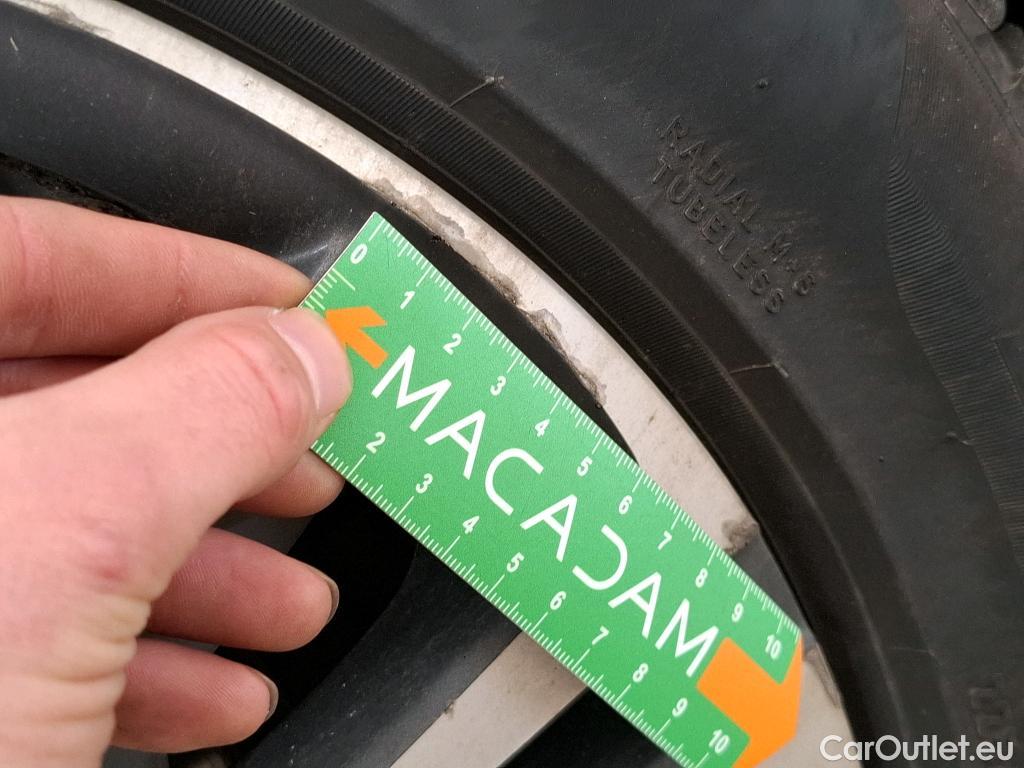 RADIAL M+S
TUBELESS
0 1 2 3 4 5 6 7 8 9 10
MACADAM
2 3 4 5 6 7 8 9 10
CarOutlet.eu